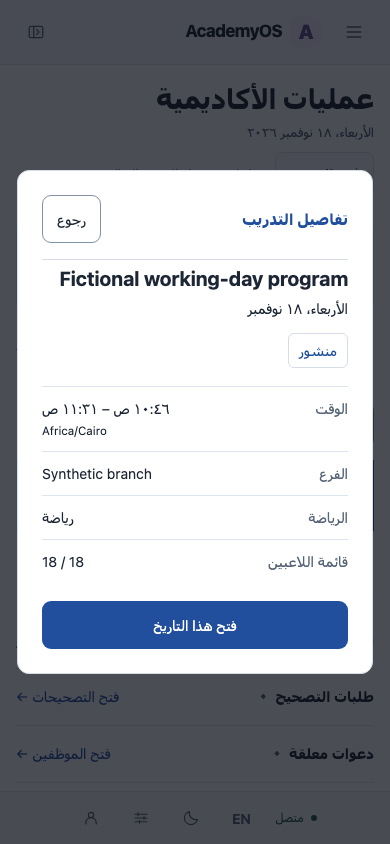 AcademyOS A
عمليات الأكاديمية
الأربعاء، ١٨ نوفمبر ٢٠٢٦
تفاصيل التدريب
رجوع
Fictional working-day program
الأربعاء، ١٨ نوفمبر
منشور
الوقت
١٠:٤٦ ص – ١١:٣١ ص
Africa/Cairo
الفرع
Synthetic branch
الرياضة
رياضة
قائمة اللاعبين
18 / 18
فتح هذا التاريخ
طلبات التصحيح
فتح التصحيحات ←
دعوات معلقة
فتح الموظفين ←
متصل
EN